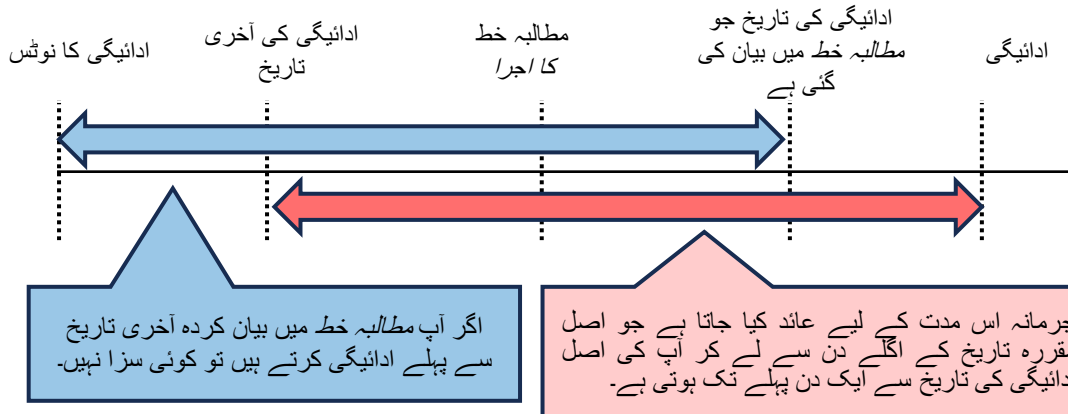 ادائیگی کا نوٹس
ادائیگی کی آخری
تاریخ
مطالبہ خط
کا اجرا
ادائیگی کی تاریخ جو
مطالبہ خط میں بیان کی
گئی ہے
ادائیگی
اگر آپ مطالبہ خط میں بیان کردہ آخری تاریخ
سے پہلے ادائیگی کرتے ہیں تو کوئی سزا نہیں۔
جرمانہ اس مدت کے لیے عائد کیا جاتا ہے جو اصل
مقررہ تاریخ کے اگلے دن سے لے کر آپ کی اصل
ادائیگی کی تاریخ سے ایک دن پہلے تک ہوتی ہے۔